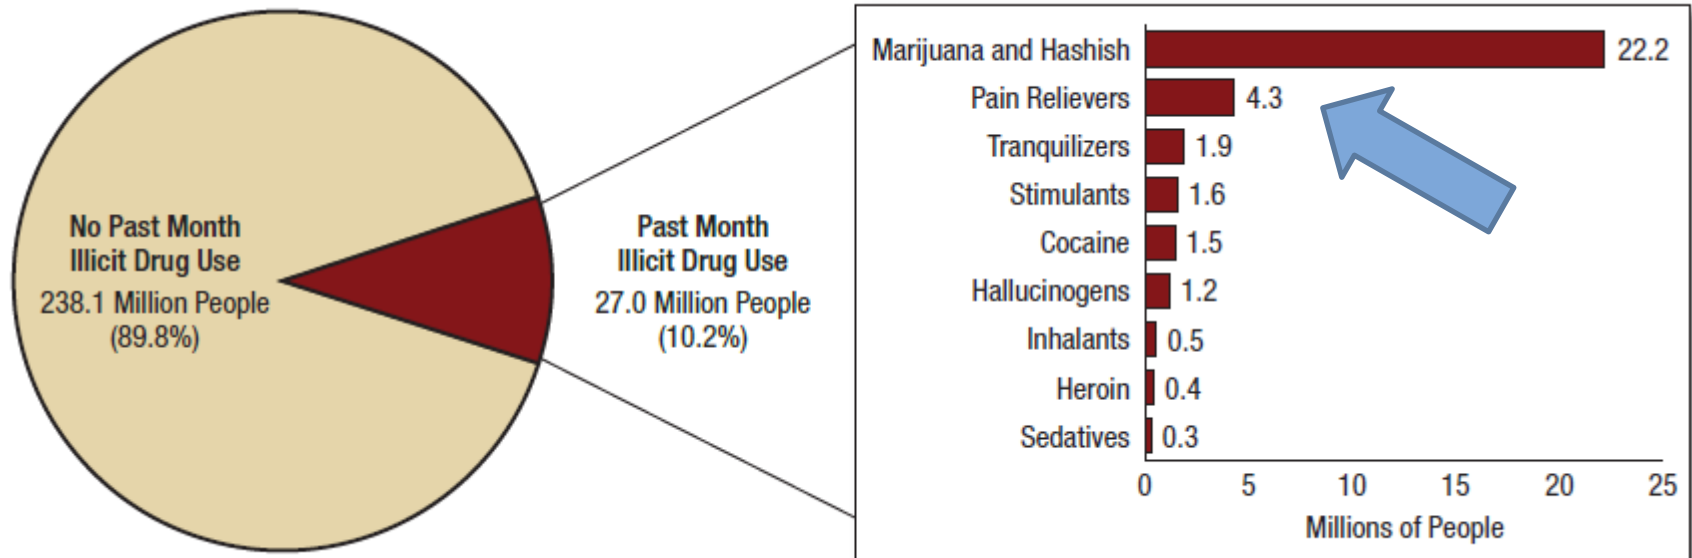 No Past Month
Illicit Drug Use
238.1 Million People
(89.8%)
Past Month
Illicit Drug Use
27.0 Million People
(10.2%)
Marijuana and Hashish 22.2
Pain Relievers 4.3
Tranquilizers 1.9
Stimulants 1.6
Cocaine 1.5
Hallucinogens 1.2
Inhalants 0.5
Heroin 0.4
Sedatives 0.3
0 5 10 15 20 25
Millions of People